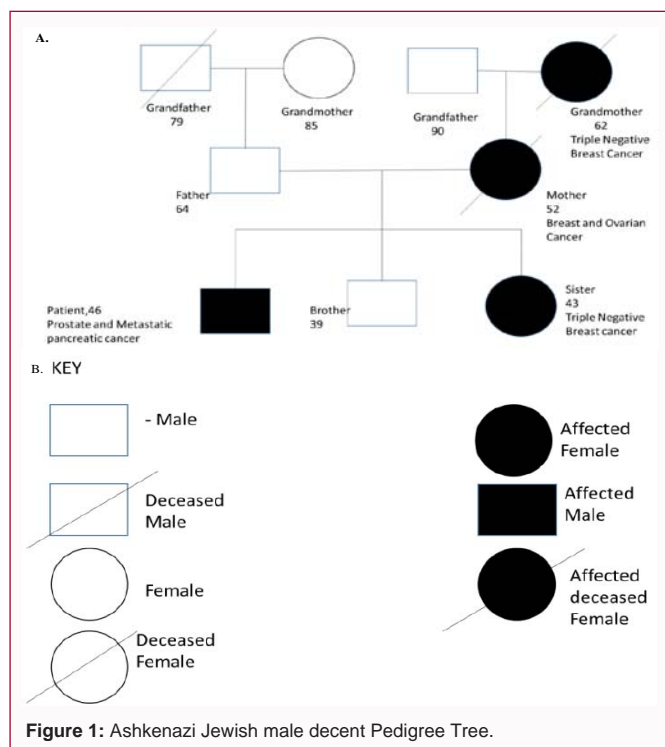 A.
Grandfather
79
Grandmother
85
Grandfather
90
Grandmother
62
Triple Negative
Breast Cancer
Father
64
Mother
52
Breast and Ovarian
Cancer
Patient,46
Prostate and Metastatic
pancreatic cancer
Brother
39
Sister
43
Triple Negative
Breast cancer
B. KEY
- Male
Affected
Female
Deceased
Male
Affected
Male
Female
Affected
deceased
Female
Deceased
Female
Figure 1: Ashkenazi Jewish male decent Pedigree Tree.